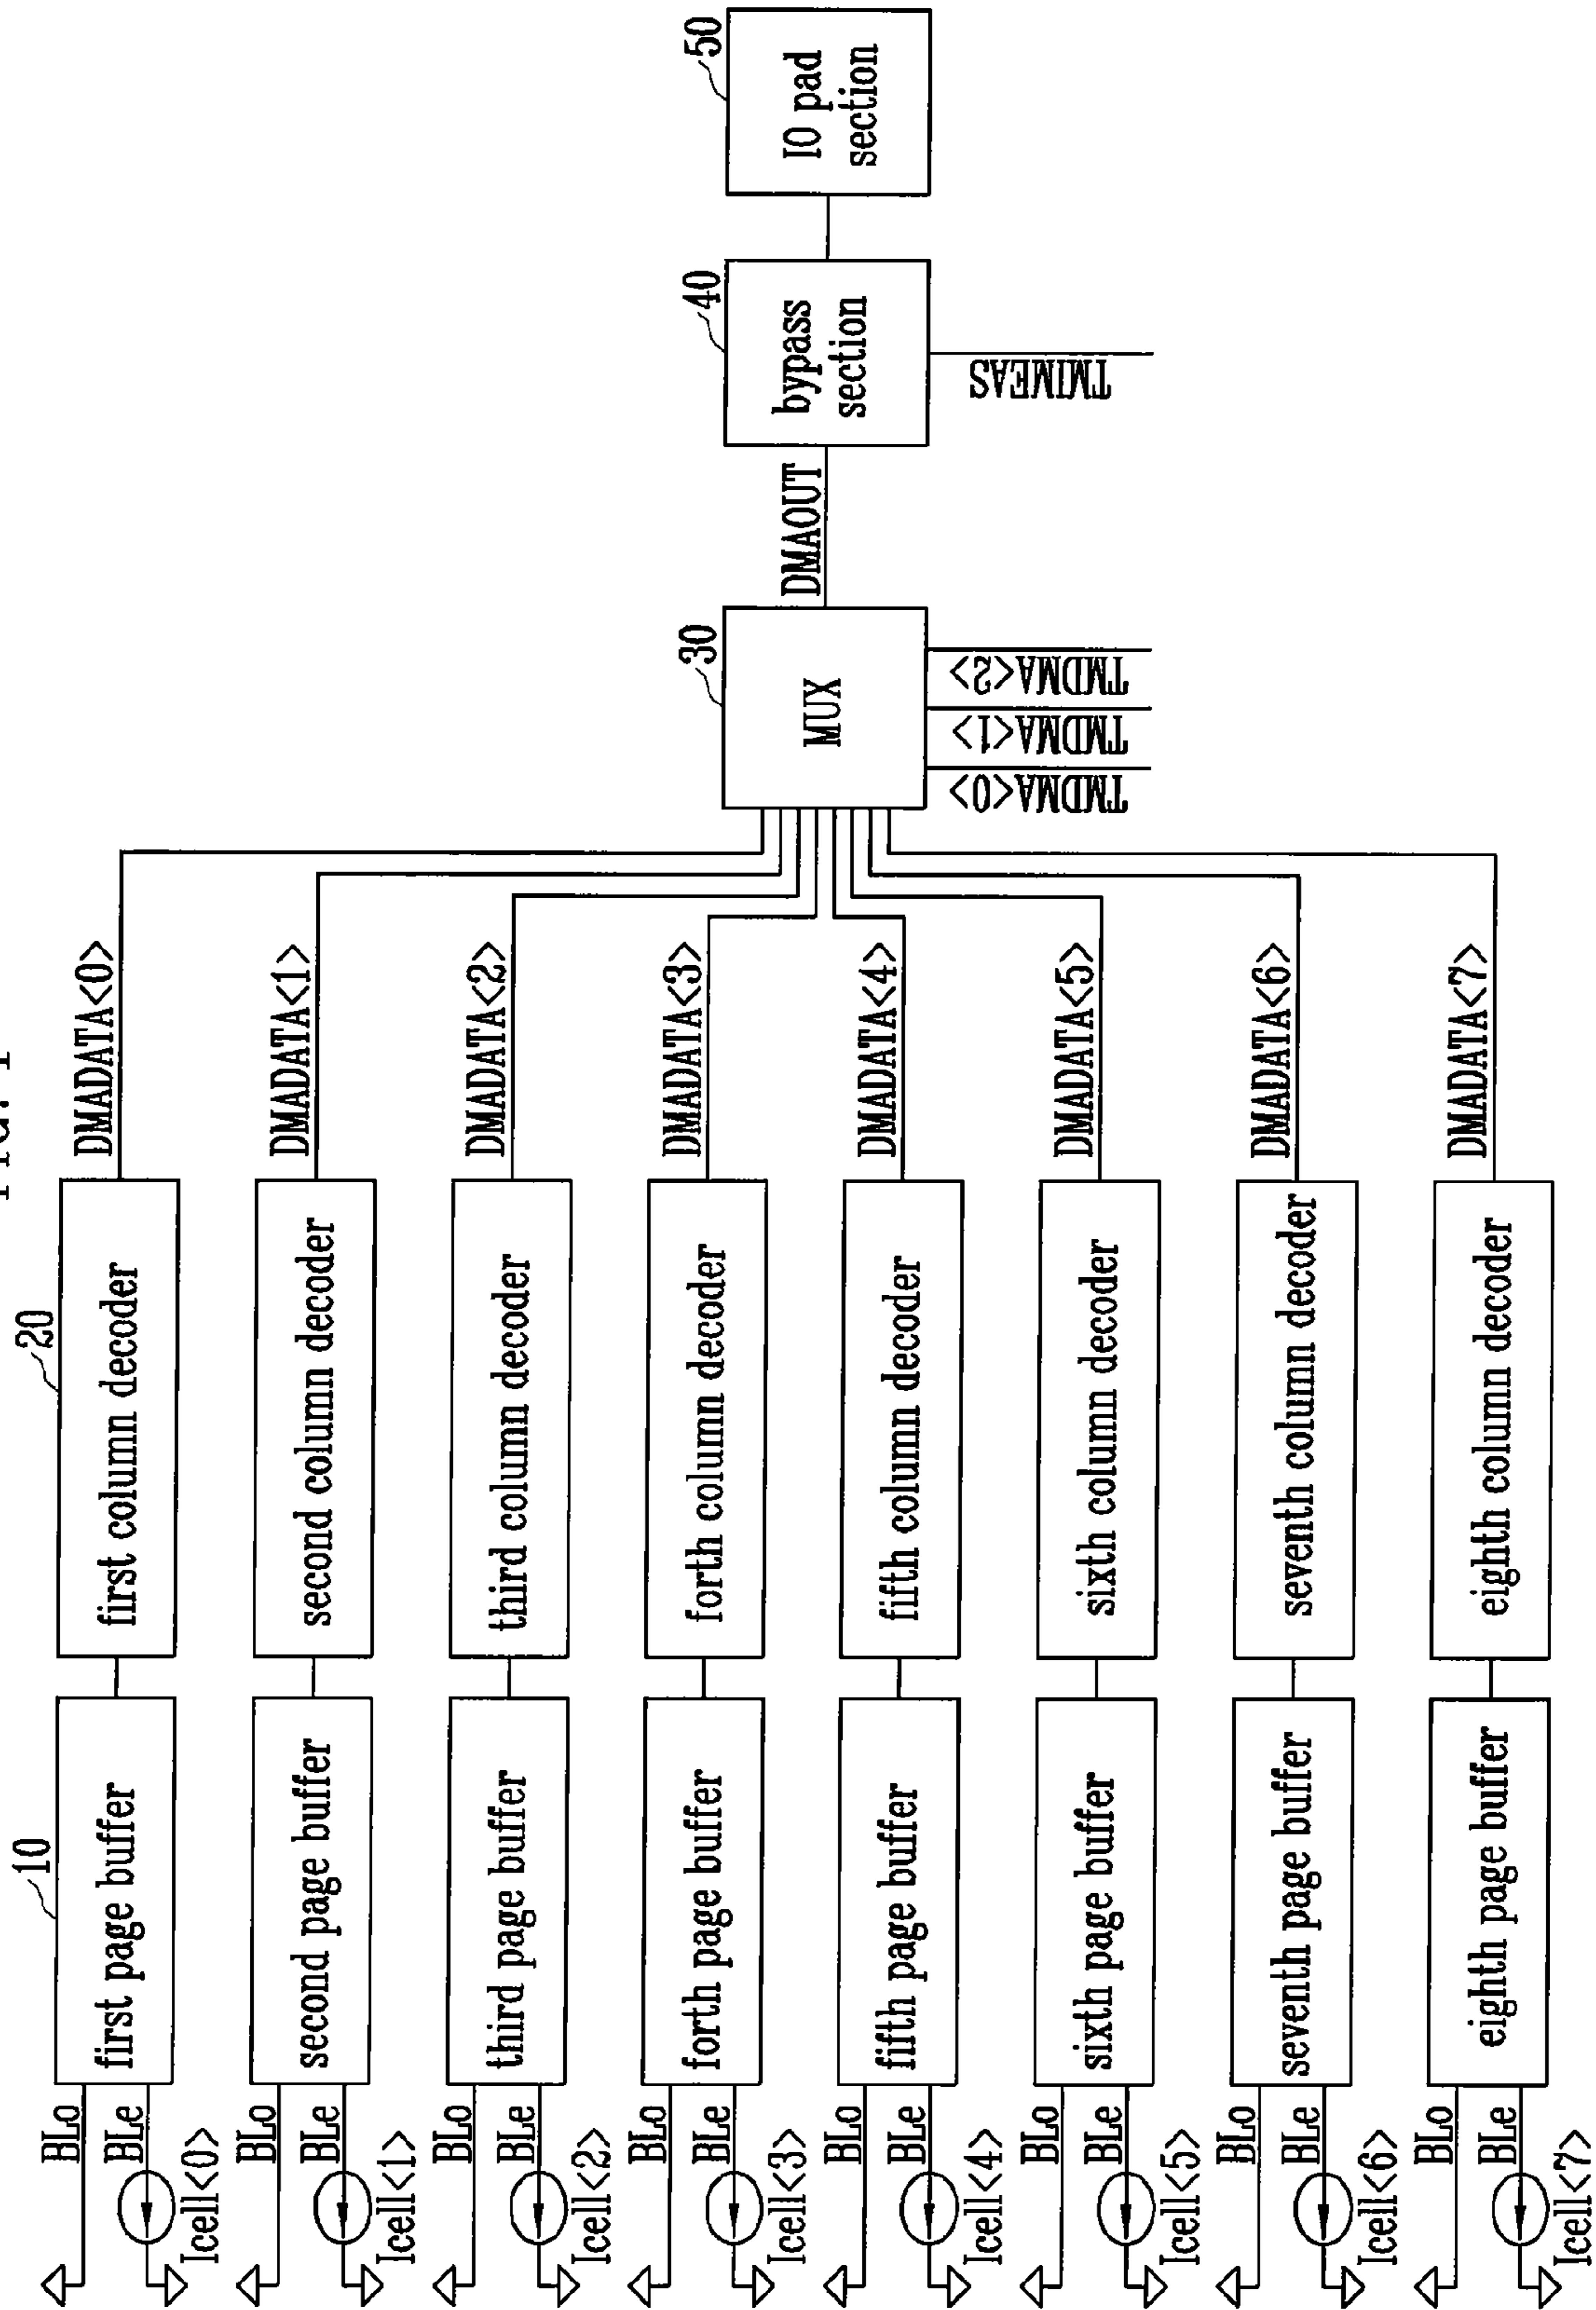 FIG. 1
10
20
BLo
BLe
Icell<0>
first page buffer
first column decoder
DMADATA<0>
BLo
BLe
Icell<1>
second page buffer
second column decoder
DMADATA<1>
BLo
BLe
Icell<2>
third page buffer
third column decoder
DMADATA<2>
BLo
BLe
Icell<3>
forth page buffer
forth column decoder
DMADATA<3>
BLo
BLe
Icell<4>
fifth page buffer
fifth column decoder
DMADATA<4>
BLo
BLe
Icell<5>
sixth page buffer
sixth column decoder
DMADATA<5>
BLo
BLe
Icell<6>
seventh page buffer
seventh column decoder
DMADATA<6>
BLo
BLe
Icell<7>
eighth page buffer
eighth column decoder
DMADATA<7>
30
MUX
TMDMA<0>
TMDMA<1>
TMDMA<2>
DMAOUT
40
bypass
section
TMIMEAS
50
IO pad
section